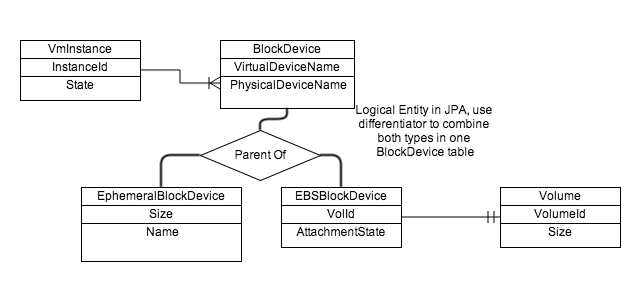 VmInstance
InstanceId
State
BlockDevice
VirtualDeviceName
PhysicalDeviceName
Logical Entity in JPA, use
differentiator to combine
both types in one
BlockDevice table
Parent Of
EphemeralBlockDevice
Size
Name
EBSBlockDevice
VolId
AttachmentState
Volume
VolumeId
Size